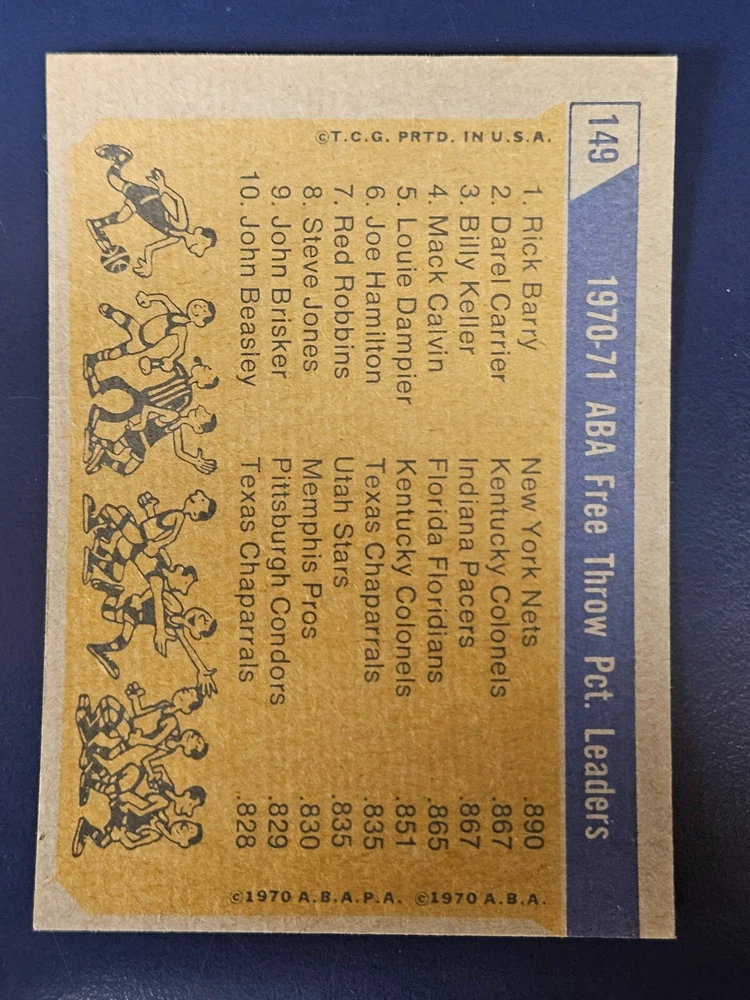 149 1970-71 ABA Free Throw Pct. Leaders
1. Rick Barry New York Nets .890
2. Darel Carrier Kentucky Colonels .867
3. Billy Keller Indiana Pacers .867
4. Mack Calvin Florida Floridians .865
5. Louie Dampier Kentucky Colonels .851
6. Joe Hamilton Texas Chaparrals .835
7. Red Robbins Utah Stars .835
8. Steve Jones Memphis Pros .830
9. John Brisker Pittsburgh Condors .829
10. John Beasley Texas Chaparrals .828
©T.C.G. PRTD. IN U.S.A.
©1970 A.B.A.P.A. ©1970 A.B.A.